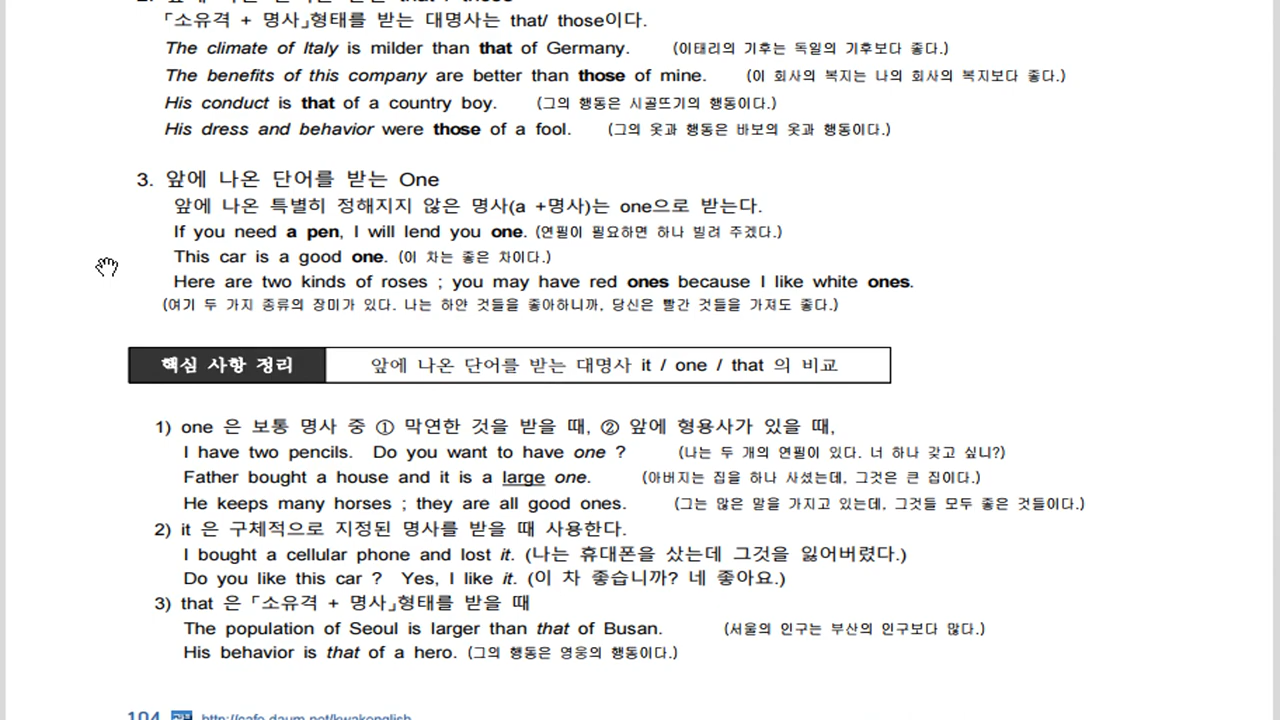 「소유격 + 명사」형태를 받는 대명사는 that/ those이다.
The climate of Italy is milder than that of Germany. (이태리의 기후는 독일의 기후보다 좋다.)
The benefits of this company are better than those of mine. (이 회사의 복지는 나의 회사의 복지보다 좋다.)
His conduct is that of a country boy. (그의 행동은 시골뜨기의 행동이다.)
His dress and behavior were those of a fool. (그의 옷과 행동은 바보의 옷과 행동이다.)
3. 앞에 나온 단어를 받는 One
앞에 나온 특별히 정해지지 않은 명사(a +명사)는 one으로 받는다.
If you need a pen, I will lend you one. (연필이 필요하면 하나 빌려 주겠다.)
This car is a good one. (이 차는 좋은 차이다.)
Here are two kinds of roses ; you may have red ones because I like white ones.
(여기 두 가지 종류의 장미가 있다. 나는 하얀 것들을 좋아하니까, 당신은 빨간 것들을 가져도 좋다.)
핵심 사항 정리 앞에 나온 단어를 받는 대명사 it / one / that 의 비교
1) one 은 보통 명사 중 ① 막연한 것을 받을 때, ② 앞에 형용사가 있을 때,
I have two pencils. Do you want to have one ? (나는 두 개의 연필이 있다. 너 하나 갖고 싶니?)
Father bought a house and it is a large one. (아버지는 집을 하나 사셨는데, 그것은 큰 집이다.)
He keeps many horses ; they are all good ones. (그는 많은 말을 가지고 있는데, 그것들 모두 좋은 것들이다.)
2) it 은 구체적으로 지정된 명사를 받을 때 사용한다.
I bought a cellular phone and lost it. (나는 휴대폰을 샀는데 그것을 잃어버렸다.)
Do you like this car ? Yes, I like it. (이 차 좋습니까? 네 좋아요.)
3) that 은 「소유격 + 명사」형태를 받을 때
The population of Seoul is larger than that of Busan. (서울의 인구는 부산의 인구보다 많다.)
His behavior is that of a hero. (그의 행동은 영웅의 행동이다.)
104 http://cafe.daum.net/kwakenglish